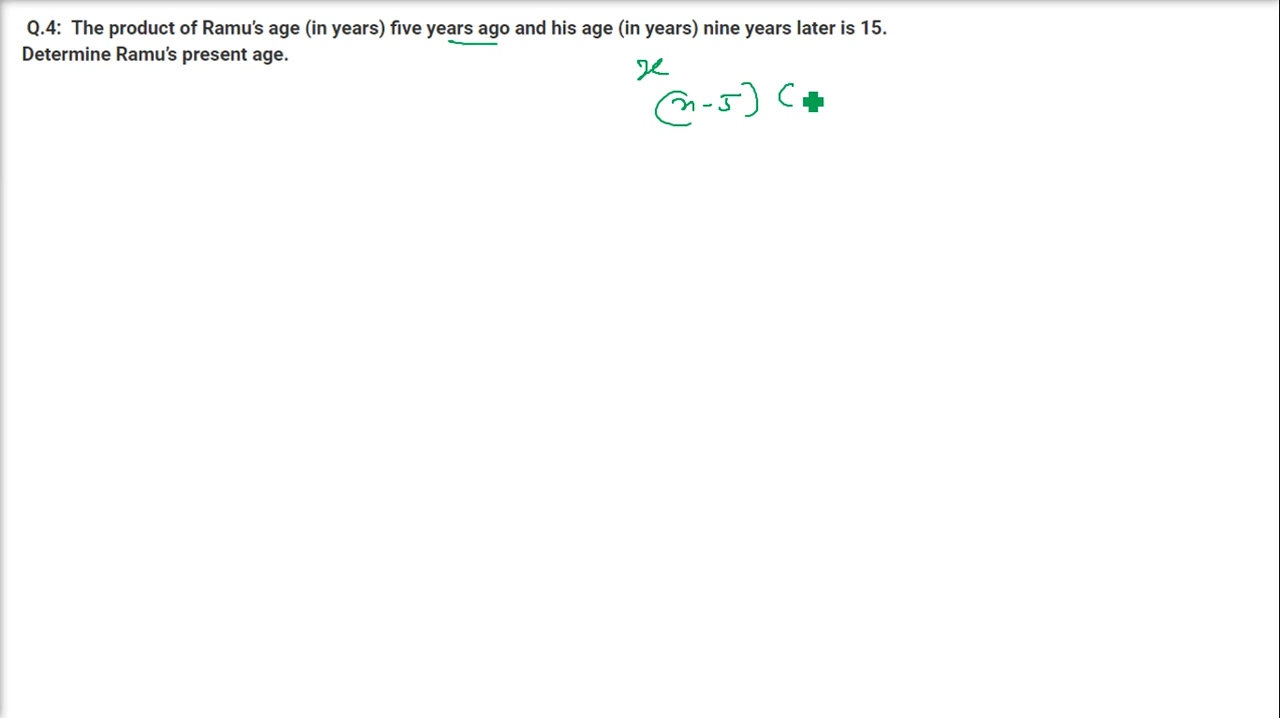 Q.4: The product of Ramu’s age (in years) five years ago and his age (in years) nine years later is 15.
Determine Ramu’s present age.
x
(x-5) (